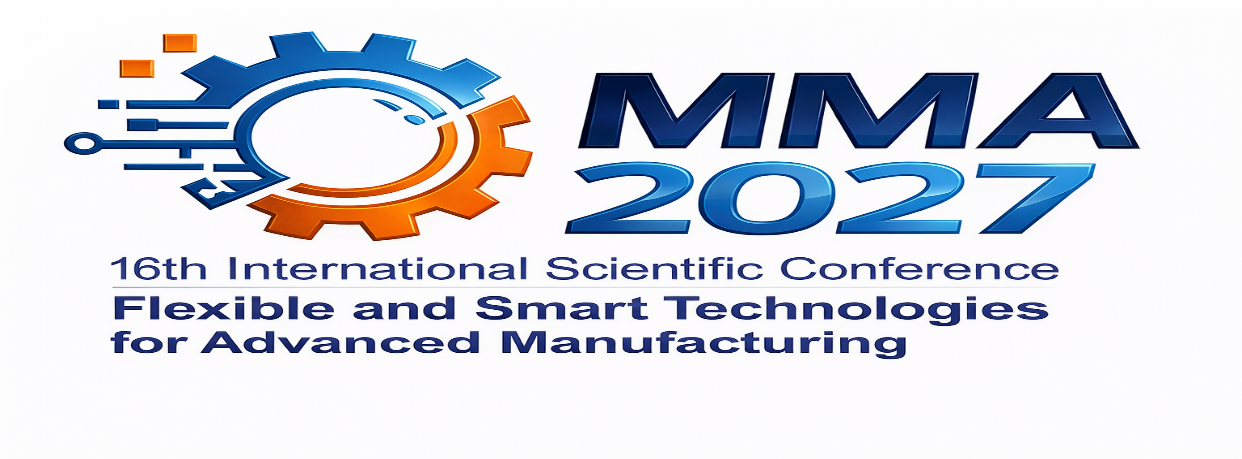 MMA
2027
16th International Scientific Conference
Flexible and Smart Technologies
for Advanced Manufacturing